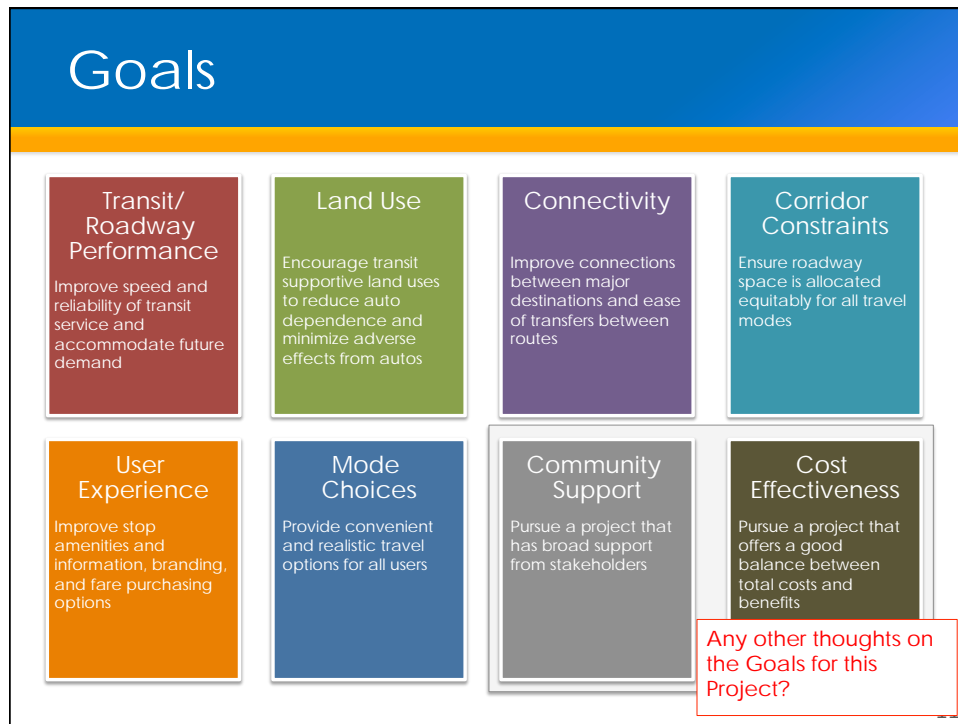 Goals
Transit/
Roadway
Performance
Improve speed and
reliability of transit
service and
accommodate future
demand
Land Use
Encourage transit
supportive land uses
to reduce auto
dependence and
minimize adverse
effects from autos
Connectivity
Improve connections
between major
destinations and ease
of transfers between
routes
Corridor
Constraints
Ensure roadway
space is allocated
equitably for all travel
modes
User
Experience
Improve stop
amenities and
information, branding,
and fare purchasing
options
Mode
Choices
Provide convenient
and realistic travel
options for all users
Community
Support
Pursue a project that
has broad support
from stakeholders
Cost
Effectiveness
Pursue a project that
offers a good
balance between
total costs and
benefits
Any other thoughts on
the Goals for this
Project?